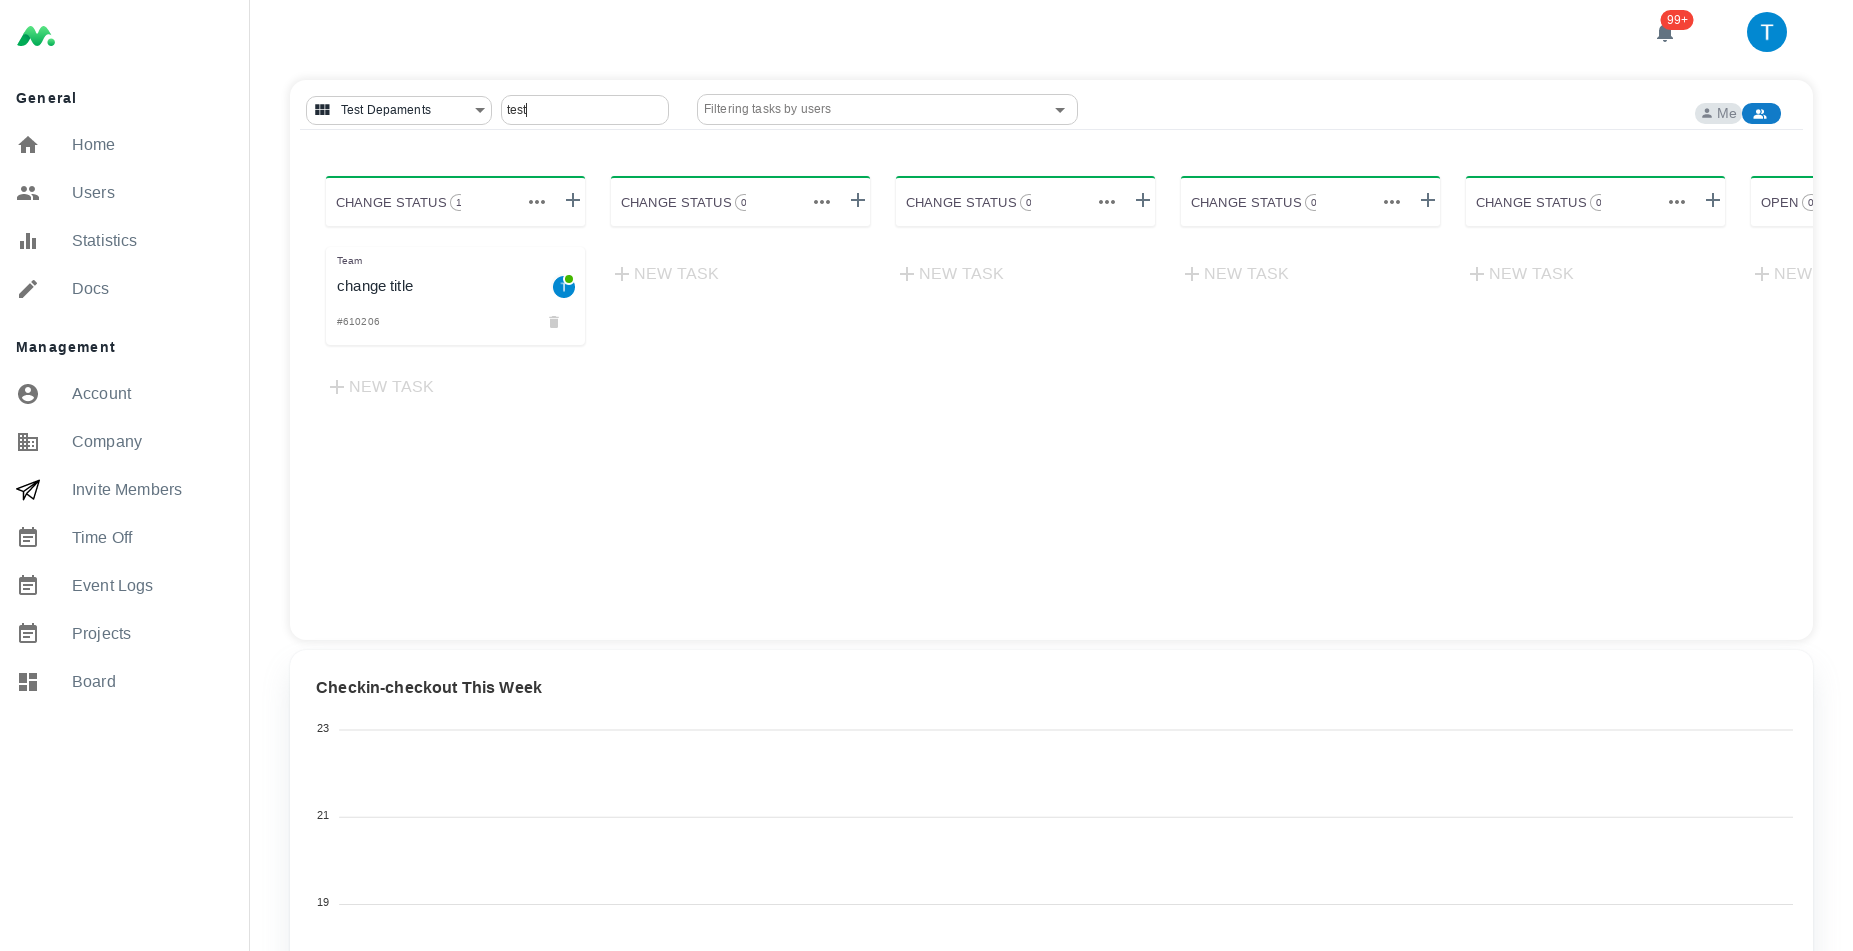 99+
T
General
Home
Users
Statistics
Docs
Management
Account
Company
Invite Members
Time Off
Event Logs
Projects
Board
Test Depaments
test
Filtering tasks by users
Me
CHANGE STATUS 1
CHANGE STATUS 0
CHANGE STATUS 0
CHANGE STATUS 0
CHANGE STATUS 0
OPEN 0
Team
change title
T
#610206
NEW TASK
NEW TASK
NEW TASK
NEW TASK
NEW TASK
NEW
Checkin-checkout This Week
23
21
19